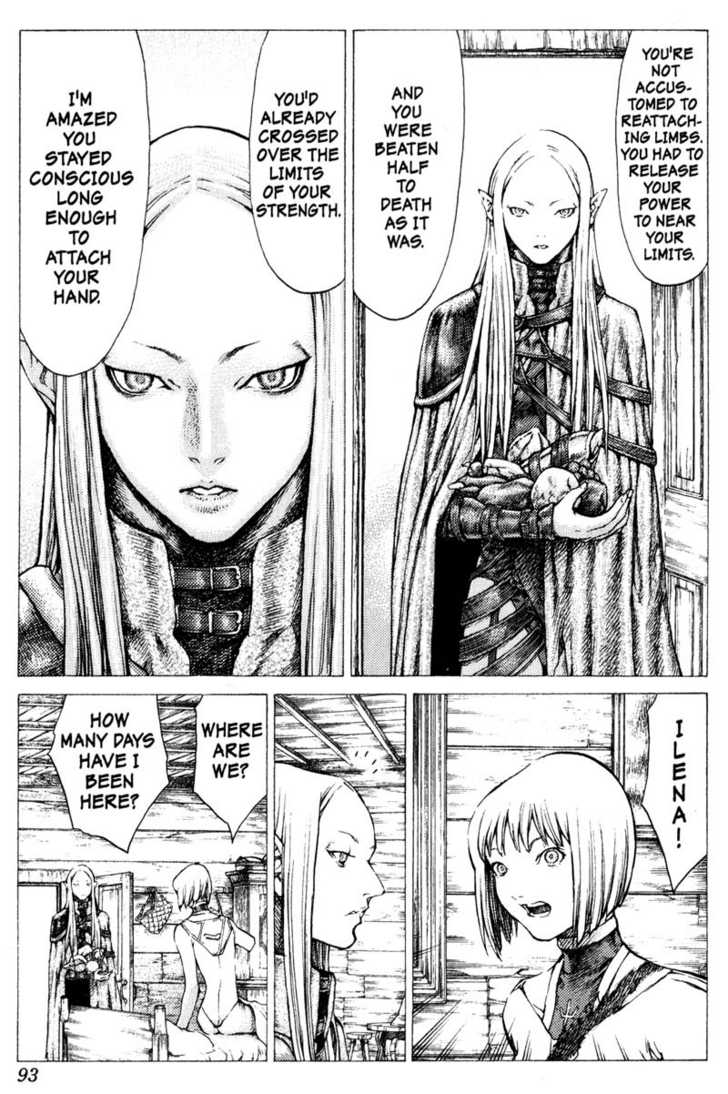 YOU'RE
NOT
ACCUS-
TOMED TO
REATTACH-
ING LIMBS.
YOU HAD TO
RELEASE
YOUR
POWER
TO NEAR
YOUR
LIMITS.
AND
YOU
WERE
BEATEN
HALF
TO
DEATH
AS IT
WAS.
YOU'D
ALREADY
CROSSED
OVER THE
LIMITS
OF YOUR
STRENGTH.
I'M
AMAZED
YOU
STAYED
CONSCIOUS
LONG
ENOUGH
TO
ATTACH
YOUR
HAND.
ILENA!
WHERE
ARE
WE?
HOW
MANY DAYS
HAVE I
BEEN
HERE?
93